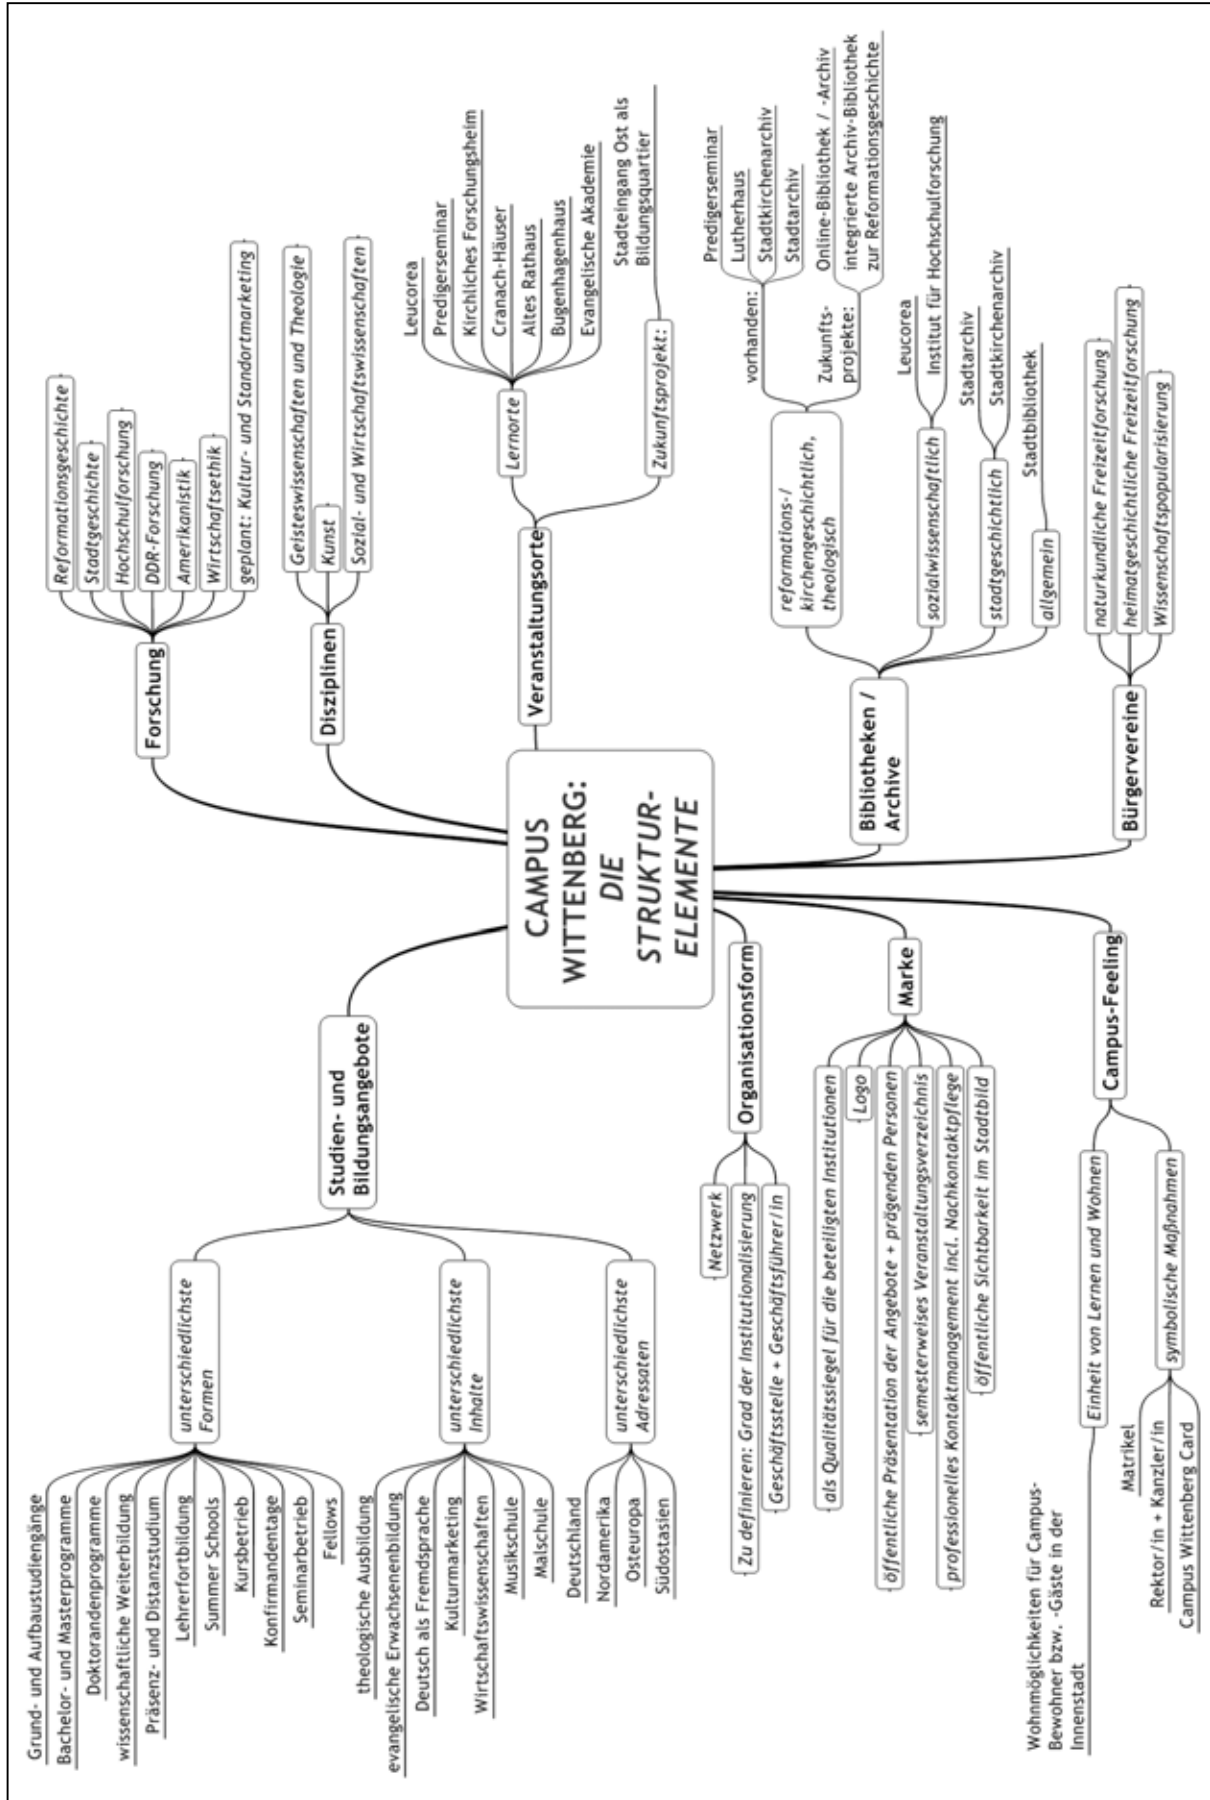 CAMPUS
WITTENBERG:
DIE
STRUKTUR-
ELEMENTE
Studien- und
Bildungsangebote
unterschiedlichste
Formen
Grund- und Aufbaustudiengänge
Bachelor- und Masterprogramme
Doktorandenprogramme
wissenschaftliche Weiterbildung
Präsenz- und Distanzstudium
Lehrerfortbildung
Summer Schools
Kursbetrieb
Konfirmandentage
Seminarbetrieb
Fellows
unterschiedlichste
Inhalte
theologische Ausbildung
evangelische Erwachsenenbildung
Deutsch als Fremdsprache
Kulturmarketing
Wirtschaftswissenschaften
Musikschule
Malschule
unterschiedlichste
Adressaten
Deutschland
Nordamerika
Osteuropa
Südostasien
Organisationsform
Netzwerk
Zu definieren: Grad der Institutionalisierung
Geschäftsstelle + Geschäftsführer/in
Marke
als Qualitätssiegel für die beteiligten Institutionen
Logo
öffentliche Präsentation der Angebote + prägenden Personen
semesterweises Veranstaltungsverzeichnis
professionelles Kontaktmanagement incl. Nachkontaktpflege
öffentliche Sichtbarkeit im Stadtbild
Campus-Feeling
Einheit von Lernen und Wohnen
Wohnmöglichkeiten für Campus-
Bewohner bzw. -Gäste in der
Innenstadt
symbolische Maßnahmen
Matrikel
Rektor/in + Kanzler/in
Campus Wittenberg Card
Forschung
Reformationsgeschichte
Stadtgeschichte
Hochschulforschung
DDR-Forschung
Amerikanistik
Wirtschaftsethik
geplant: Kultur- und Standortmarketing
Disziplinen
Geisteswissenschaften und Theologie
Kunst
Sozial- und Wirtschaftswissenschaften
Veranstaltungsorte
Lernorte
Leucorea
Predigerseminar
Kirchliches Forschungsheim
Cranach-Häuser
Altes Rathaus
Bugenhagenhaus
Evangelische Akademie
Zukunftsprojekt:
Stadteingang Ost als
Bildungsquartier
Bibliotheken /
Archive
reformations-/
kirchengeschichtlich,
theologisch
vorhanden:
Predigerseminar
Lutherhaus
Stadtkirchenarchiv
Stadtarchiv
Zukunfts-
projekte:
Online-Bibliothek / -Archiv
integrierte Archiv-Bibliothek
zur Reformationsgeschichte
sozialwissenschaftlich
Leucorea
Institut für Hochschulforschung
stadtgeschichtlich
Stadtarchiv
Stadtkirchenarchiv
allgemein
Stadtbibliothek
Bürgervereine
naturkundliche Freizeitforschung
heimatgeschichtliche Freizeitforschung
Wissenschaftspopularisierung